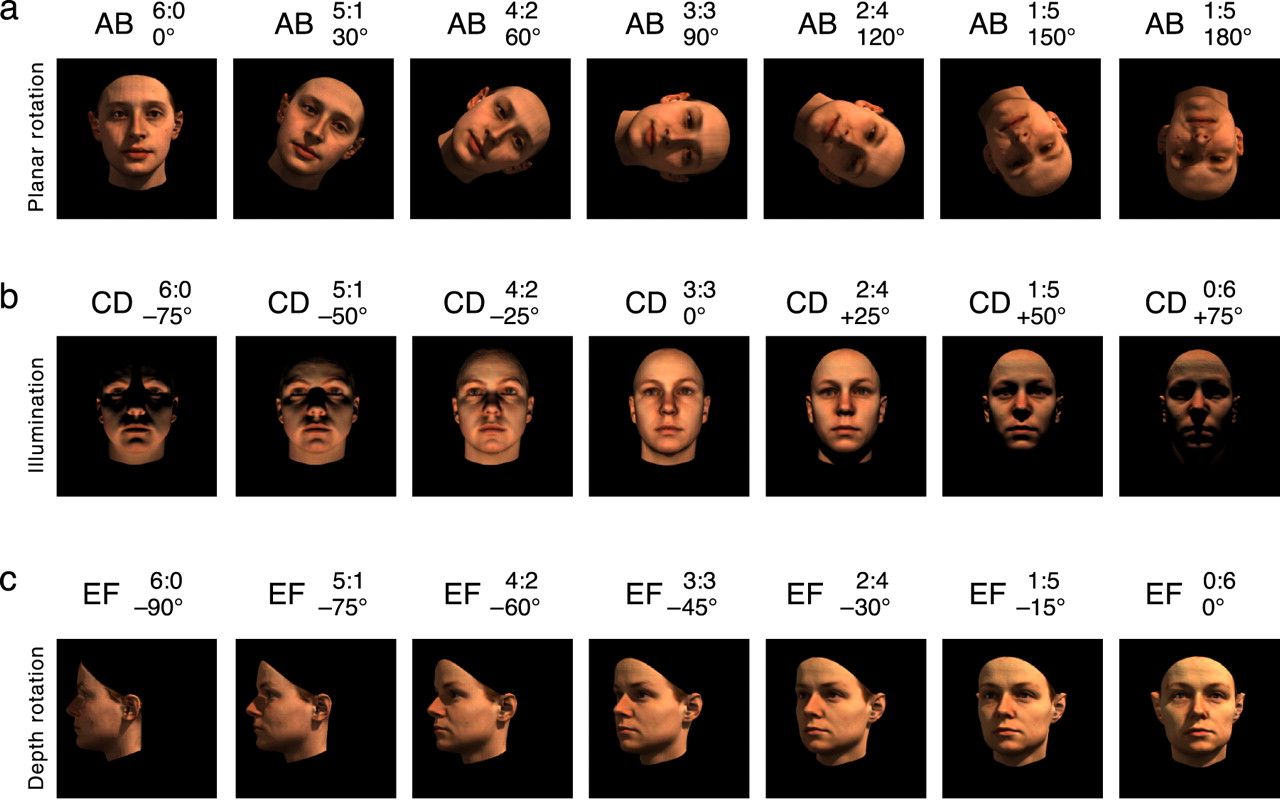 a
AB 6:0 0°
AB 5:1 30°
AB 4:2 60°
AB 3:3 90°
AB 2:4 120°
AB 1:5 150°
AB 1:5 180°
Planar rotation
b
CD 6:0 –75°
CD 5:1 –50°
CD 4:2 –25°
CD 3:3 0°
CD 2:4 +25°
CD 1:5 +50°
CD 0:6 +75°
Illumination
c
EF 6:0 –90°
EF 5:1 –75°
EF 4:2 –60°
EF 3:3 –45°
EF 2:4 –30°
EF 1:5 –15°
EF 0:6 0°
Depth rotation